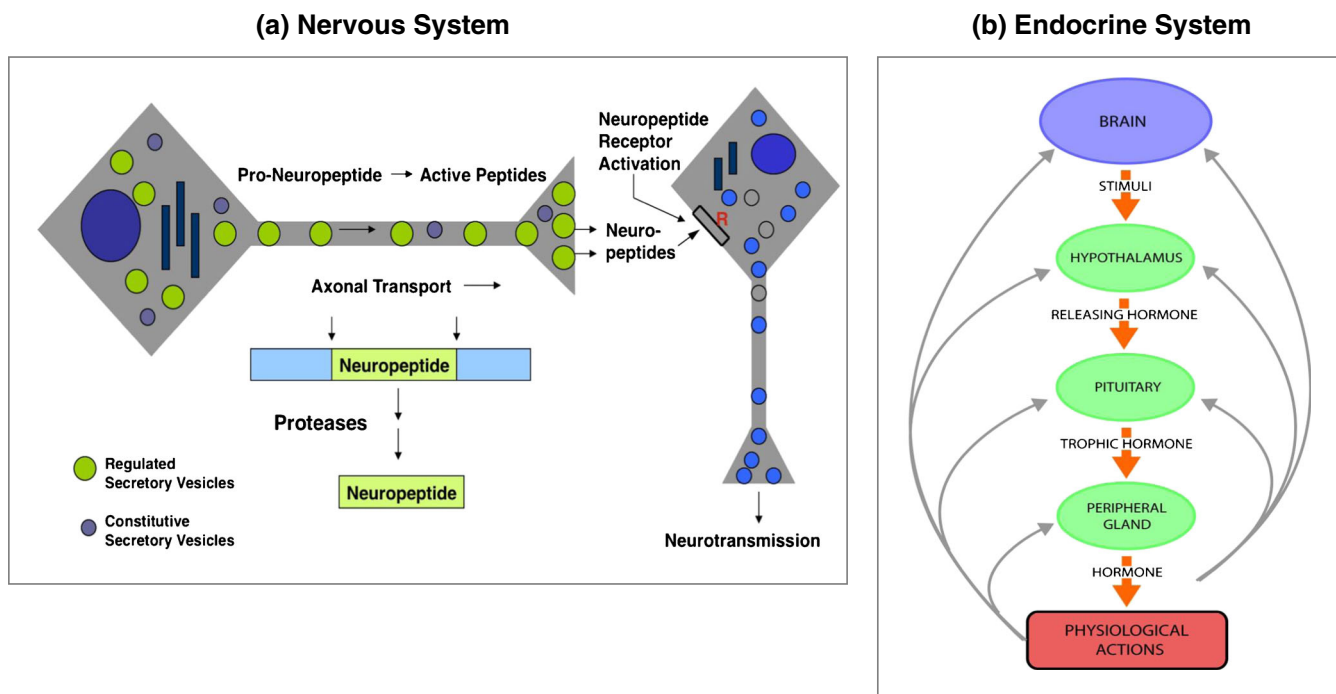 (a) Nervous System
Pro-Neuropeptide
Active Peptides
Neuropeptide
Receptor
Activation
R
Neuro-
peptides
Axonal Transport
Neuropeptide
Proteases
Neuropeptide
Regulated
Secretory Vesicles
Constitutive
Secretory Vesicles
Neurotransmission
(b) Endocrine System
BRAIN
STIMULI
HYPOTHALAMUS
RELEASING HORMONE
PITUITARY
TROPHIC HORMONE
PERIPHERAL
GLAND
HORMONE
PHYSIOLOGICAL
ACTIONS